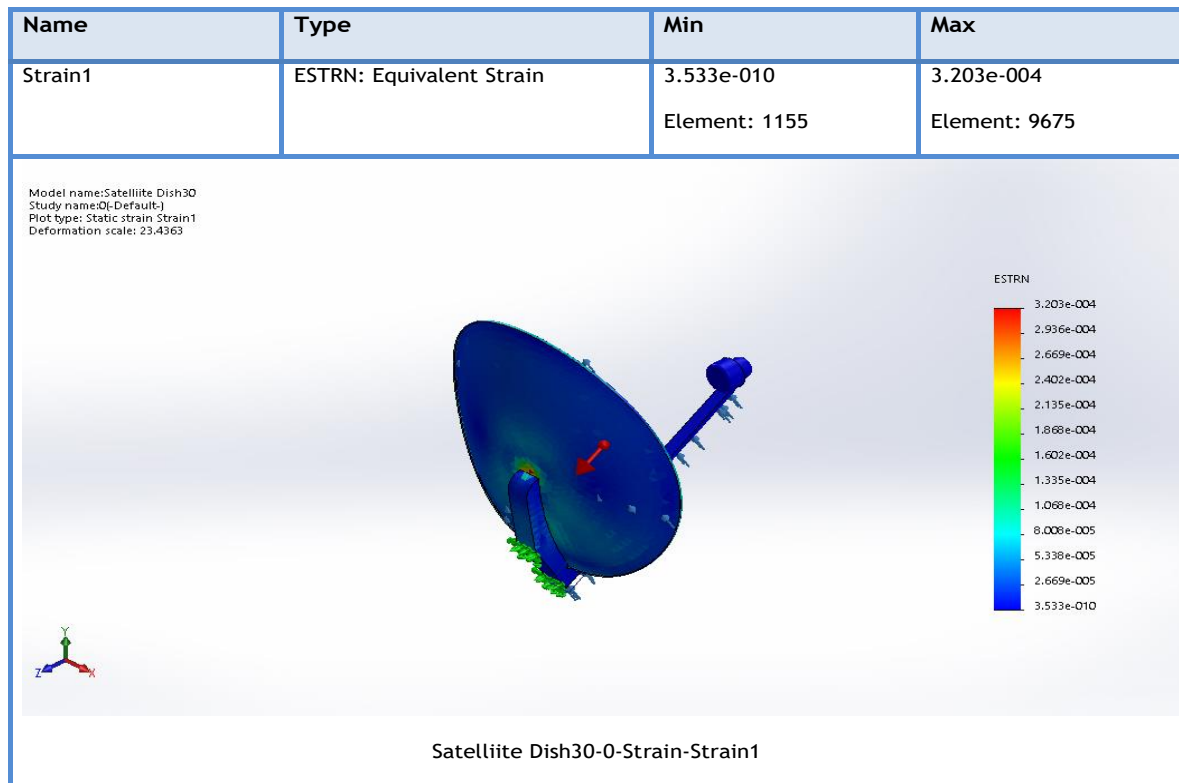 Name Type Min Max
Strain1 ESTRN: Equivalent Strain 3.533e-010 3.203e-004
Element: 1155 Element: 9675
Model name:Satelliite Dish30
Study name:0(-Default-)
Plot type: Static strain Strain1
Deformation scale: 23.4363
ESTRN
3.203e-004
2.936e-004
2.669e-004
2.402e-004
2.135e-004
1.868e-004
1.602e-004
1.335e-004
1.068e-004
8.008e-005
5.338e-005
2.669e-005
3.533e-010
Y
Z X
Satelliite Dish30-0-Strain-Strain1